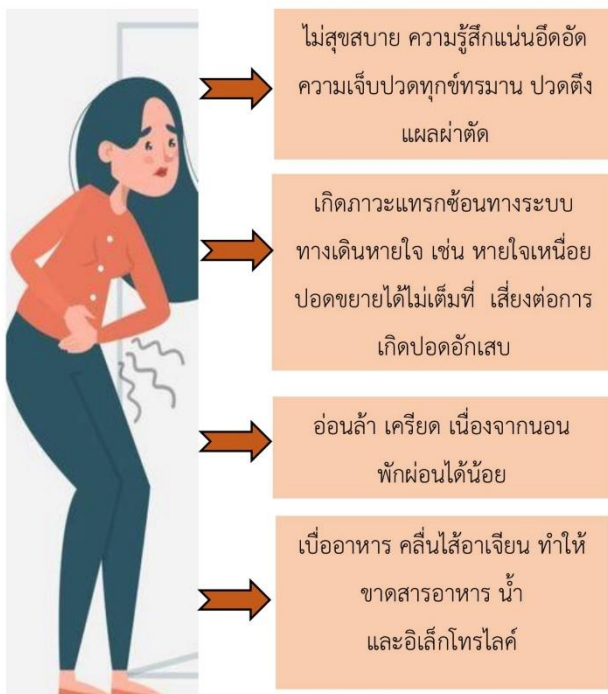 ไม่สุขสบาย ความรู้สึกแน่นอึดอัด
ความเจ็บปวดทุกข์ทรมาน ปวดตึง
แผลผ่าตัด
เกิดภาวะแทรกซ้อนทางระบบ
ทางเดินหายใจ เช่น หายใจเหนื่อย
ปอดขยายได้ไม่เต็มที่ เสี่ยงต่อการ
เกิดปอดอักเสบ
อ่อนล้า เครียด เนื่องจากนอน
พักผ่อนได้น้อย
เบื่ออาหาร คลื่นไส้อาเจียน ทำให้
ขาดสารอาหาร น้ำ
และอิเล็กโทรไลค์